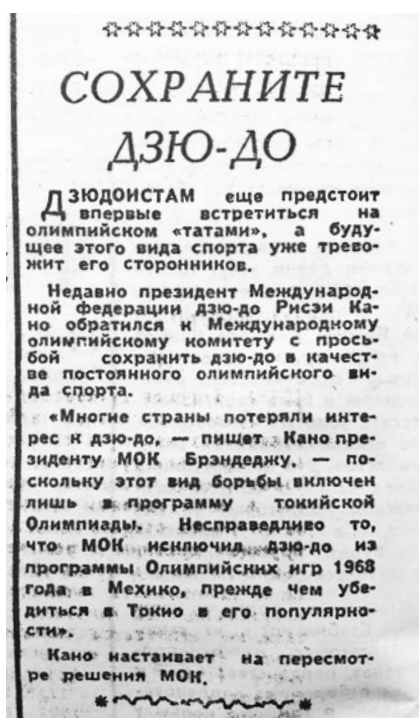 СОХРАНИТЕ
ДЗЮ-ДО
ДЗЮДОИСТАМ еще предстоит
впервые встретиться на
олимпийском «татами», а буду-
щее этого вида спорта уже трево-
жит его сторонников.
Недавно президент Международ-
ной федерации дзю-до Рисэи Ка-
но обратился к Международному
олимпийскому комитету с прось-
бой сохранить дзю-до в качест-
ве постоянного олимпийского ви-
да спорта.
«Многие страны потеряли инте-
рес к дзю-до, — пишет Кано пре-
зиденту МОК Брэндеджу, — по-
скольку этот вид борьбы включен
лишь в программу токийской
Олимпиады. Несправедливо то,
что МОК исключил дзю-до из
программы Олимпийских игр 1968
года в Мехико, прежде чем убе-
диться в Токио в его популярно-
сти».
Кано настаивает на пересмот-
ре решения МОК.